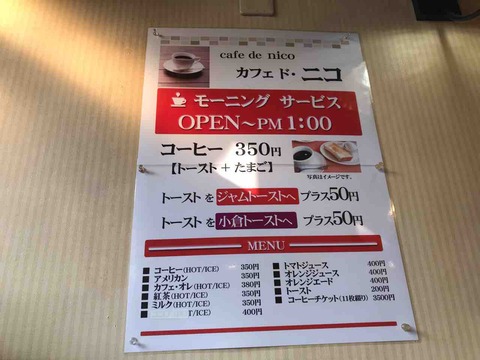 cafe de nico
カフェ ド・ニコ
モーニング サービス
OPEN～PM 1:00
コーヒー 350円
【トースト + たまご】
写真はイメージです。
トースト を ジャムトーストへ プラス50円
トースト を 小倉トーストへ プラス50円
MENU
■ コーヒー(HOT/ICE) 350円
■ アメリカン 350円
■ カフェ・オレ(HOT/ICE) 380円
■ 紅茶(HOT/ICE) 350円
■ ミルク(HOT/ICE) 350円
■ T/ICE) 400円
■ トマトジュース 400円
■ オレンジジュース 400円
■ オレンジエード 400円
■ トースト 200円
■ コーヒーチケット(11枚綴り) 3500円